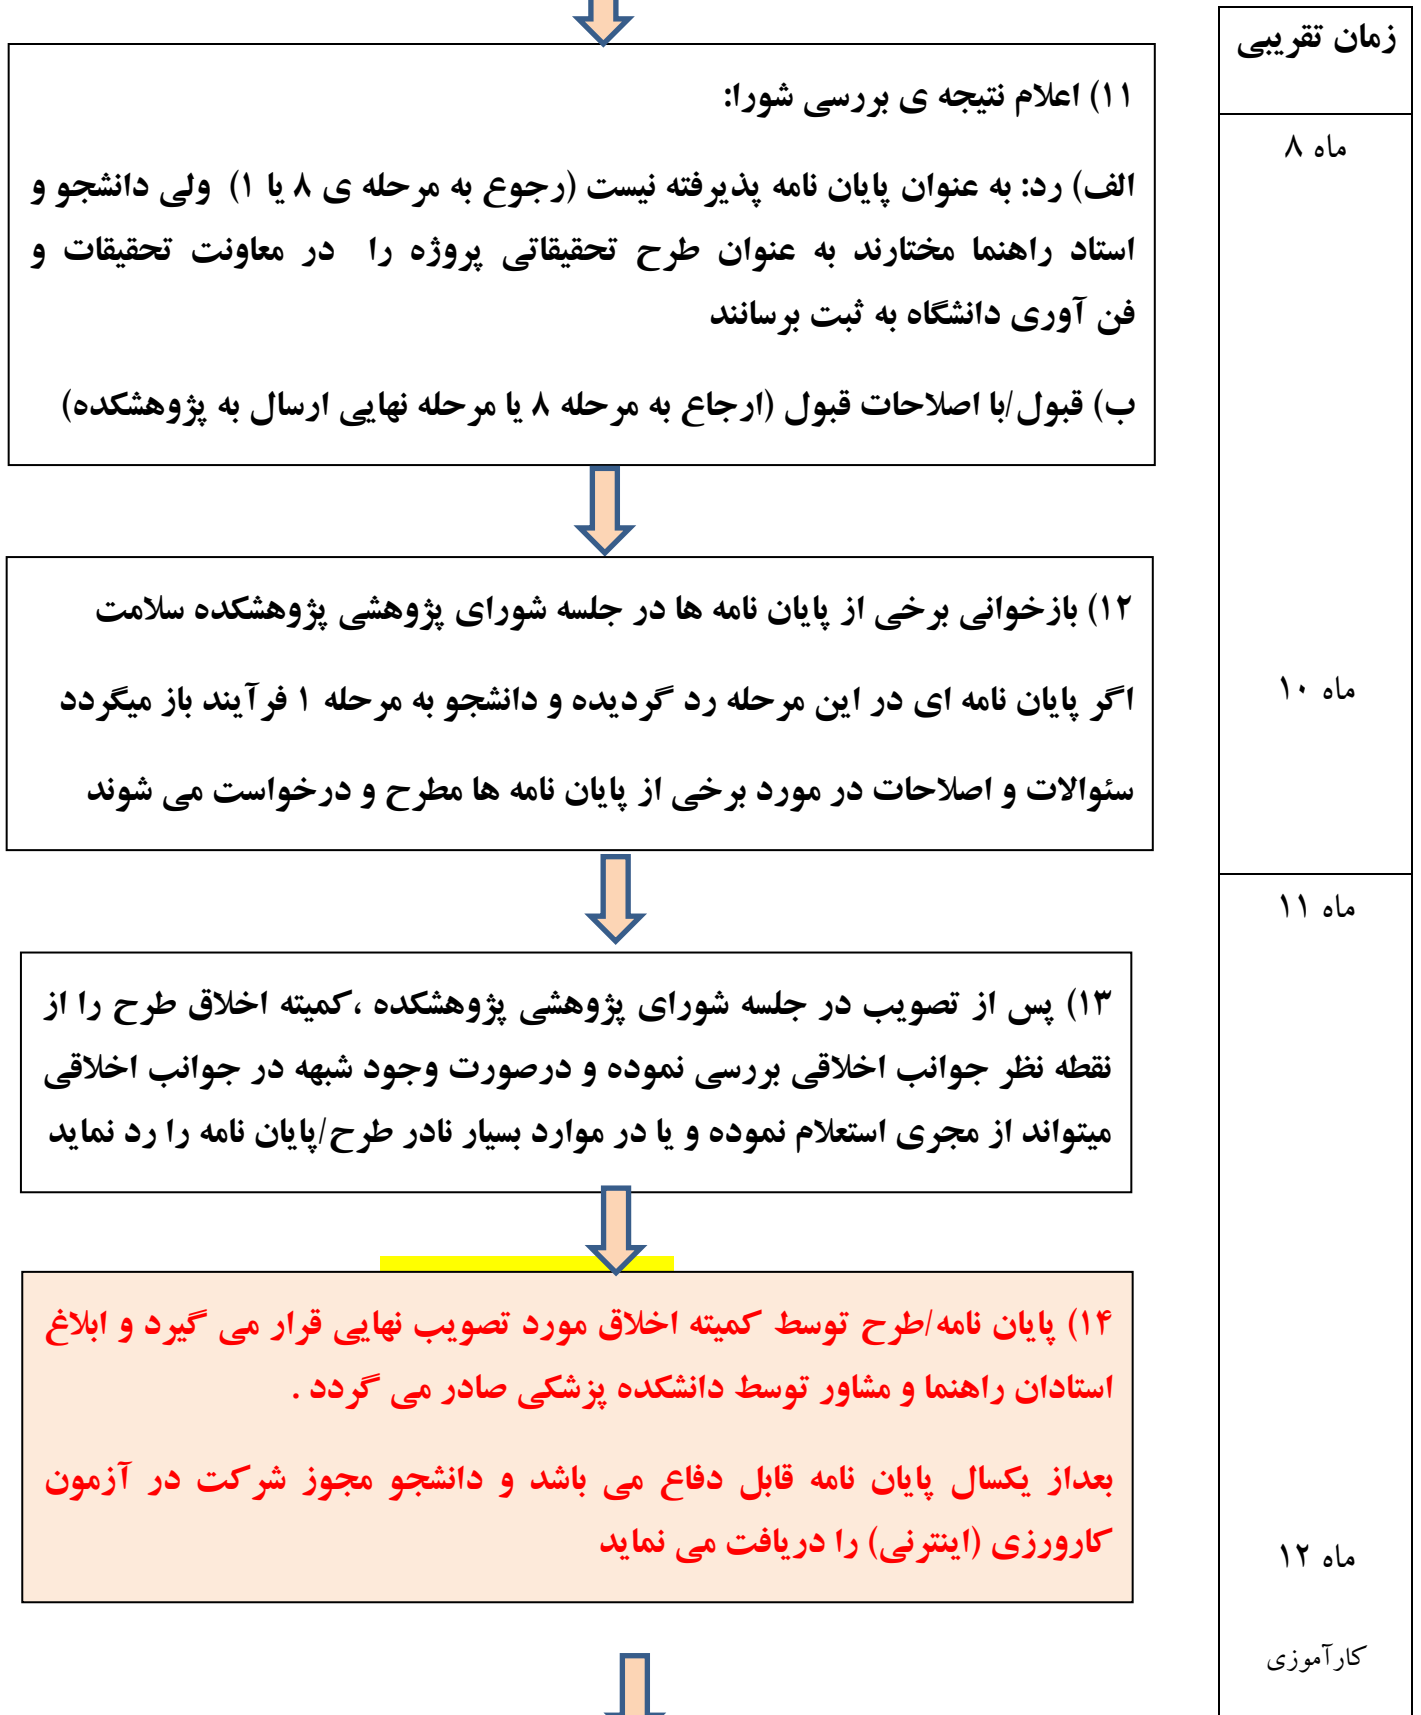 زمان تقریبی
۱۱) اعلام نتیجه ی بررسی شورا:
الف) رد: به عنوان پایان نامه پذیرفته نیست (رجوع به مرحله ی ۸ یا ۱) ولی دانشجو و
استاد راهنما مختارند به عنوان طرح تحقیقاتی پروژه را در معاونت تحقیقات و
فن آوری دانشگاه به ثبت برسانند
ب) قبول/با اصلاحات قبول (ارجاع به مرحله ۸ یا مرحله نهایی ارسال به پژوهشکده)
ماه ۸
۱۲) بازخوانی برخی از پایان نامه ها در جلسه شورای پژوهشی پژوهشکده سلامت
اگر پایان نامه ای در این مرحله رد گردیده و دانشجو به مرحله ۱ فرآیند باز میگردد
سئوالات و اصلاحات در مورد برخی از پایان نامه ها مطرح و درخواست می شوند
ماه ۱۰
ماه ۱۱
۱۳) پس از تصویب در جلسه شورای پژوهشی پژوهشکده ،کمیته اخلاق طرح را از
نقطه نظر جوانب اخلاقی بررسی نموده و درصورت وجود شبهه در جوانب اخلاقی
میتواند از مجری استعلام نموده و یا در موارد بسیار نادر طرح/پایان نامه را رد نماید
۱۴) پایان نامه/طرح توسط کمیته اخلاق مورد تصویب نهایی قرار می گیرد و ابلاغ
استادان راهنما و مشاور توسط دانشکده پزشکی صادر می گردد .
بعداز یکسال پایان نامه قابل دفاع می باشد و دانشجو مجوز شرکت در آزمون
کارورزی (اینترنی) را دریافت می نماید
ماه ۱۲
کارآموزی